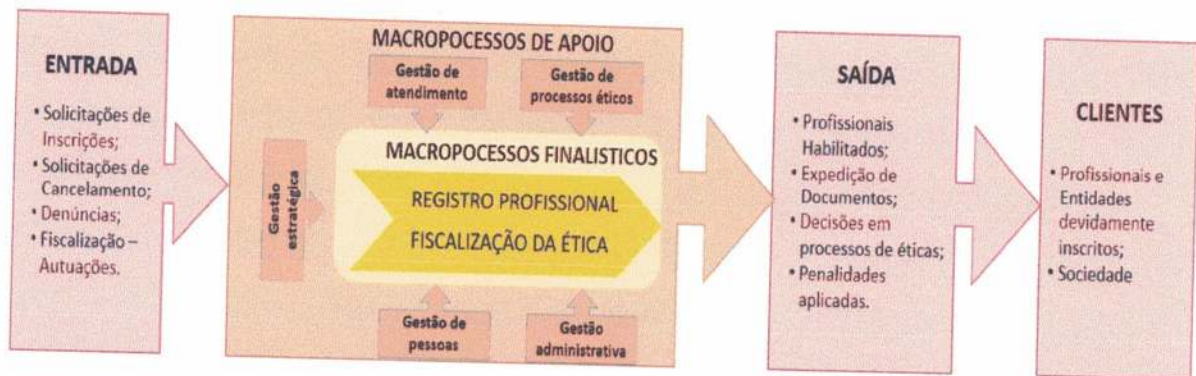 ENTRADA
• Solicitações de
Inscrições;
• Solicitações de
Cancelamento;
• Denúncias;
• Fiscalização –
Autuações.
MACROPOCESSOS DE APOIO
Gestão de
atendimento
Gestão de
processos éticos
Gestão
estratégica
MACROPOCESSOS FINALISTICOS
REGISTRO PROFISSIONAL
FISCALIZAÇÃO DA ÉTICA
Gestão de
pessoas
Gestão
administrativa
SAÍDA
• Profissionais
Habilitados;
• Expedição de
Documentos;
• Decisões em
processos de éticas;
• Penalidades
aplicadas.
CLIENTES
• Profissionais e
Entidades
devidamente
inscritos;
• Sociedade